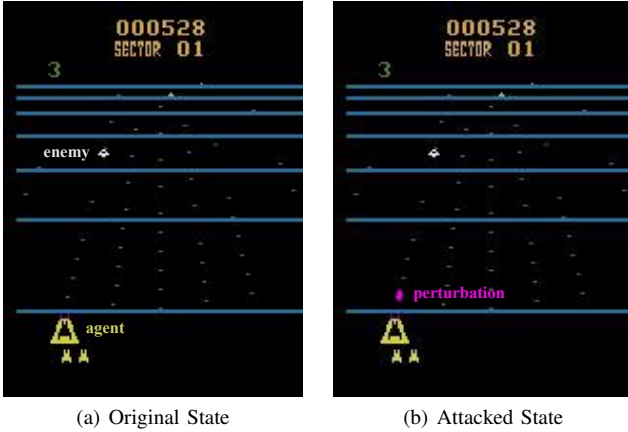 000528
SECTOR 01
3
enemy
agent
000528
SECTOR 01
3
perturbation
(a) Original State
(b) Attacked State